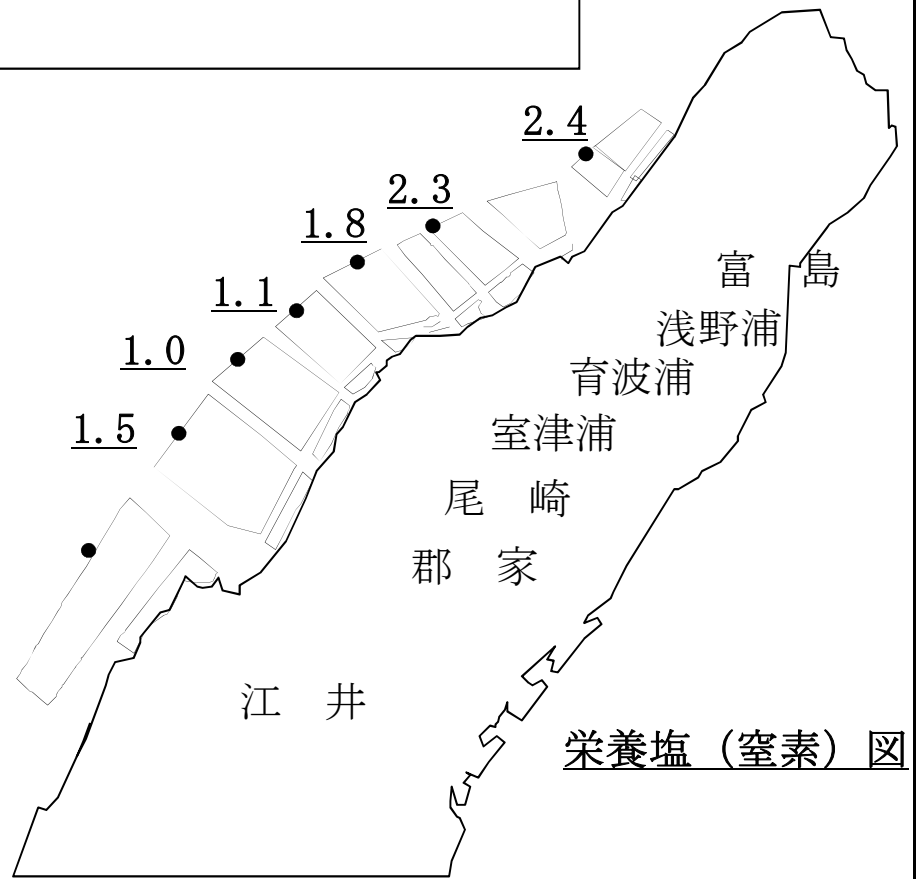 2.4
2.3
1.8
1.1
1.0
1.5
富 島
浅野浦
育波浦
室津浦
尾 崎
郡 家
江 井
栄養塩（窒素）図